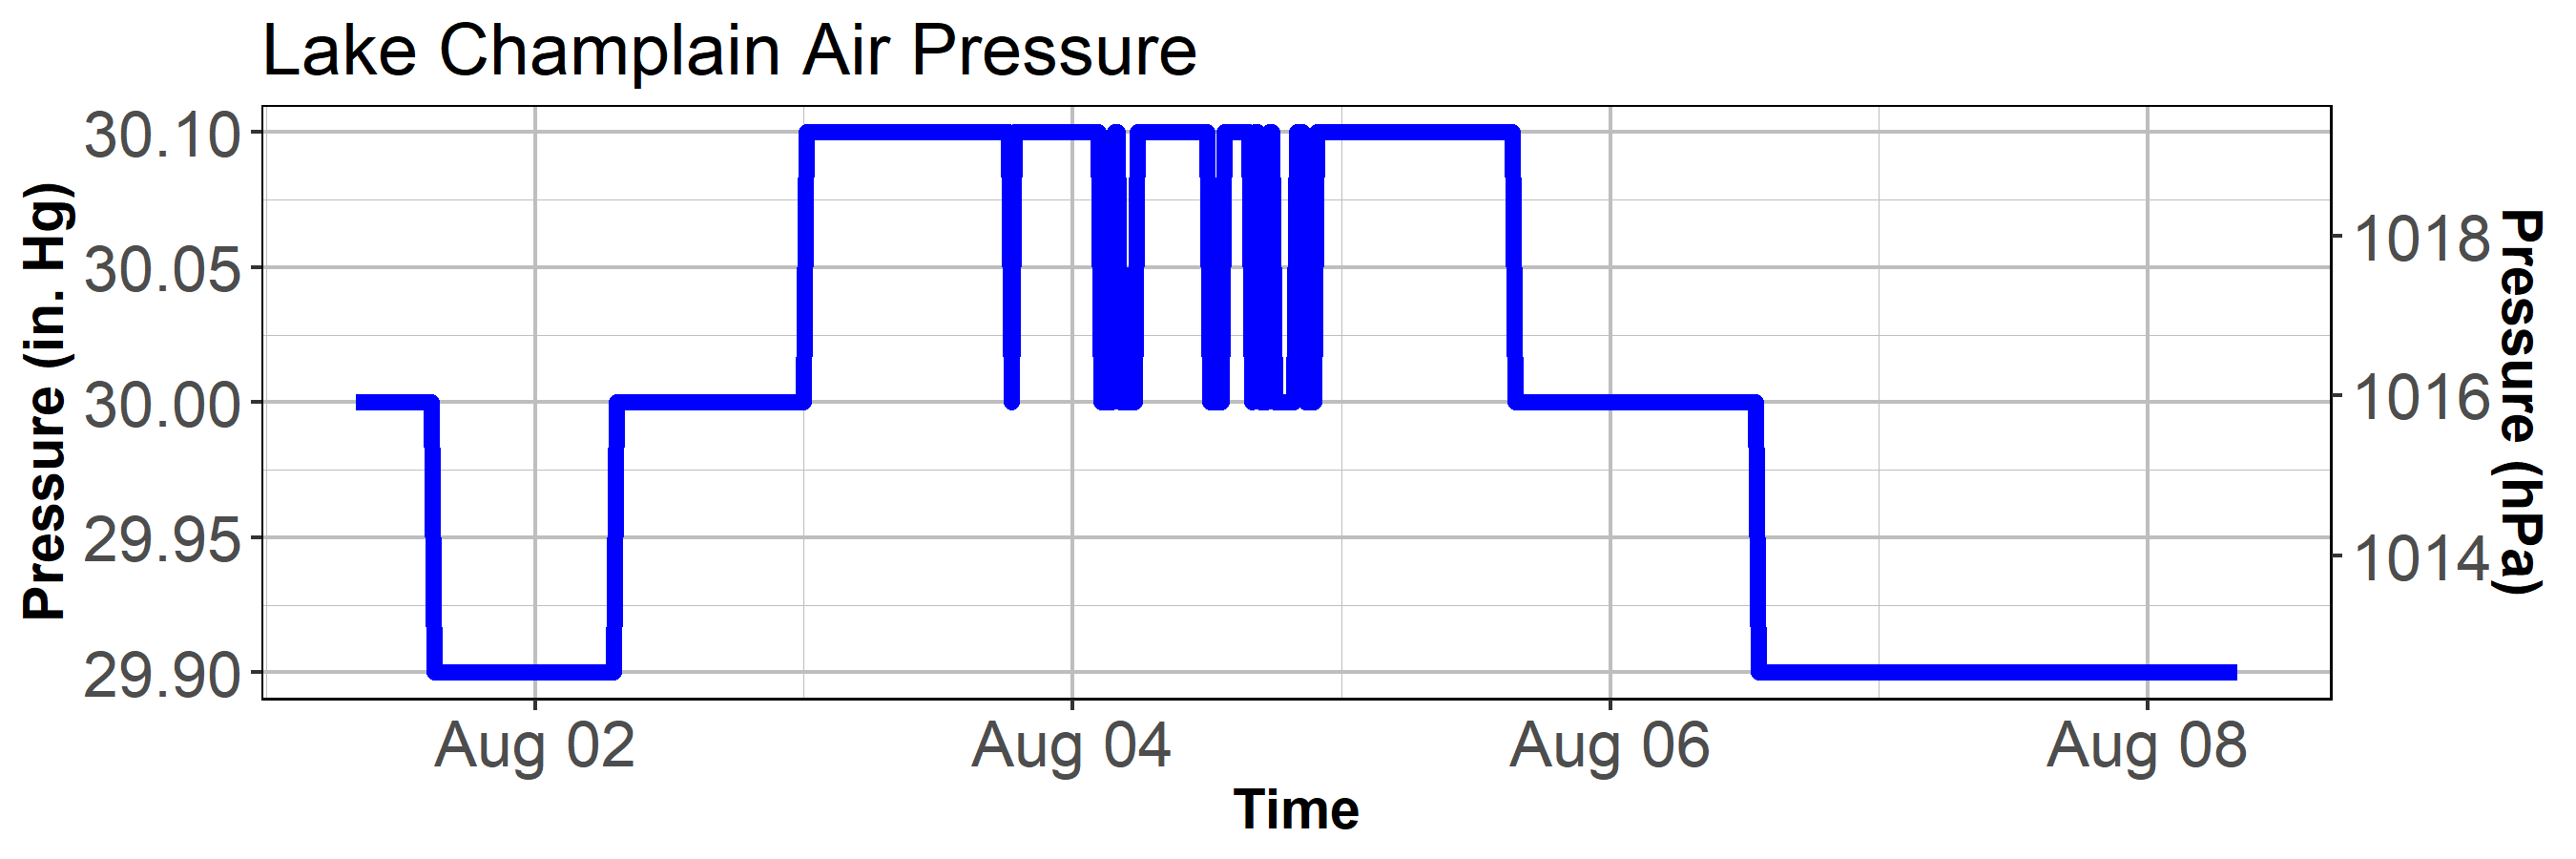 Lake Champlain Air Pressure
Pressure (in. Hg)
30.10
30.05
30.00
29.95
29.90
1018
1016
1014
Pressure (hPa)
Aug 02 Aug 04 Aug 06 Aug 08
Time